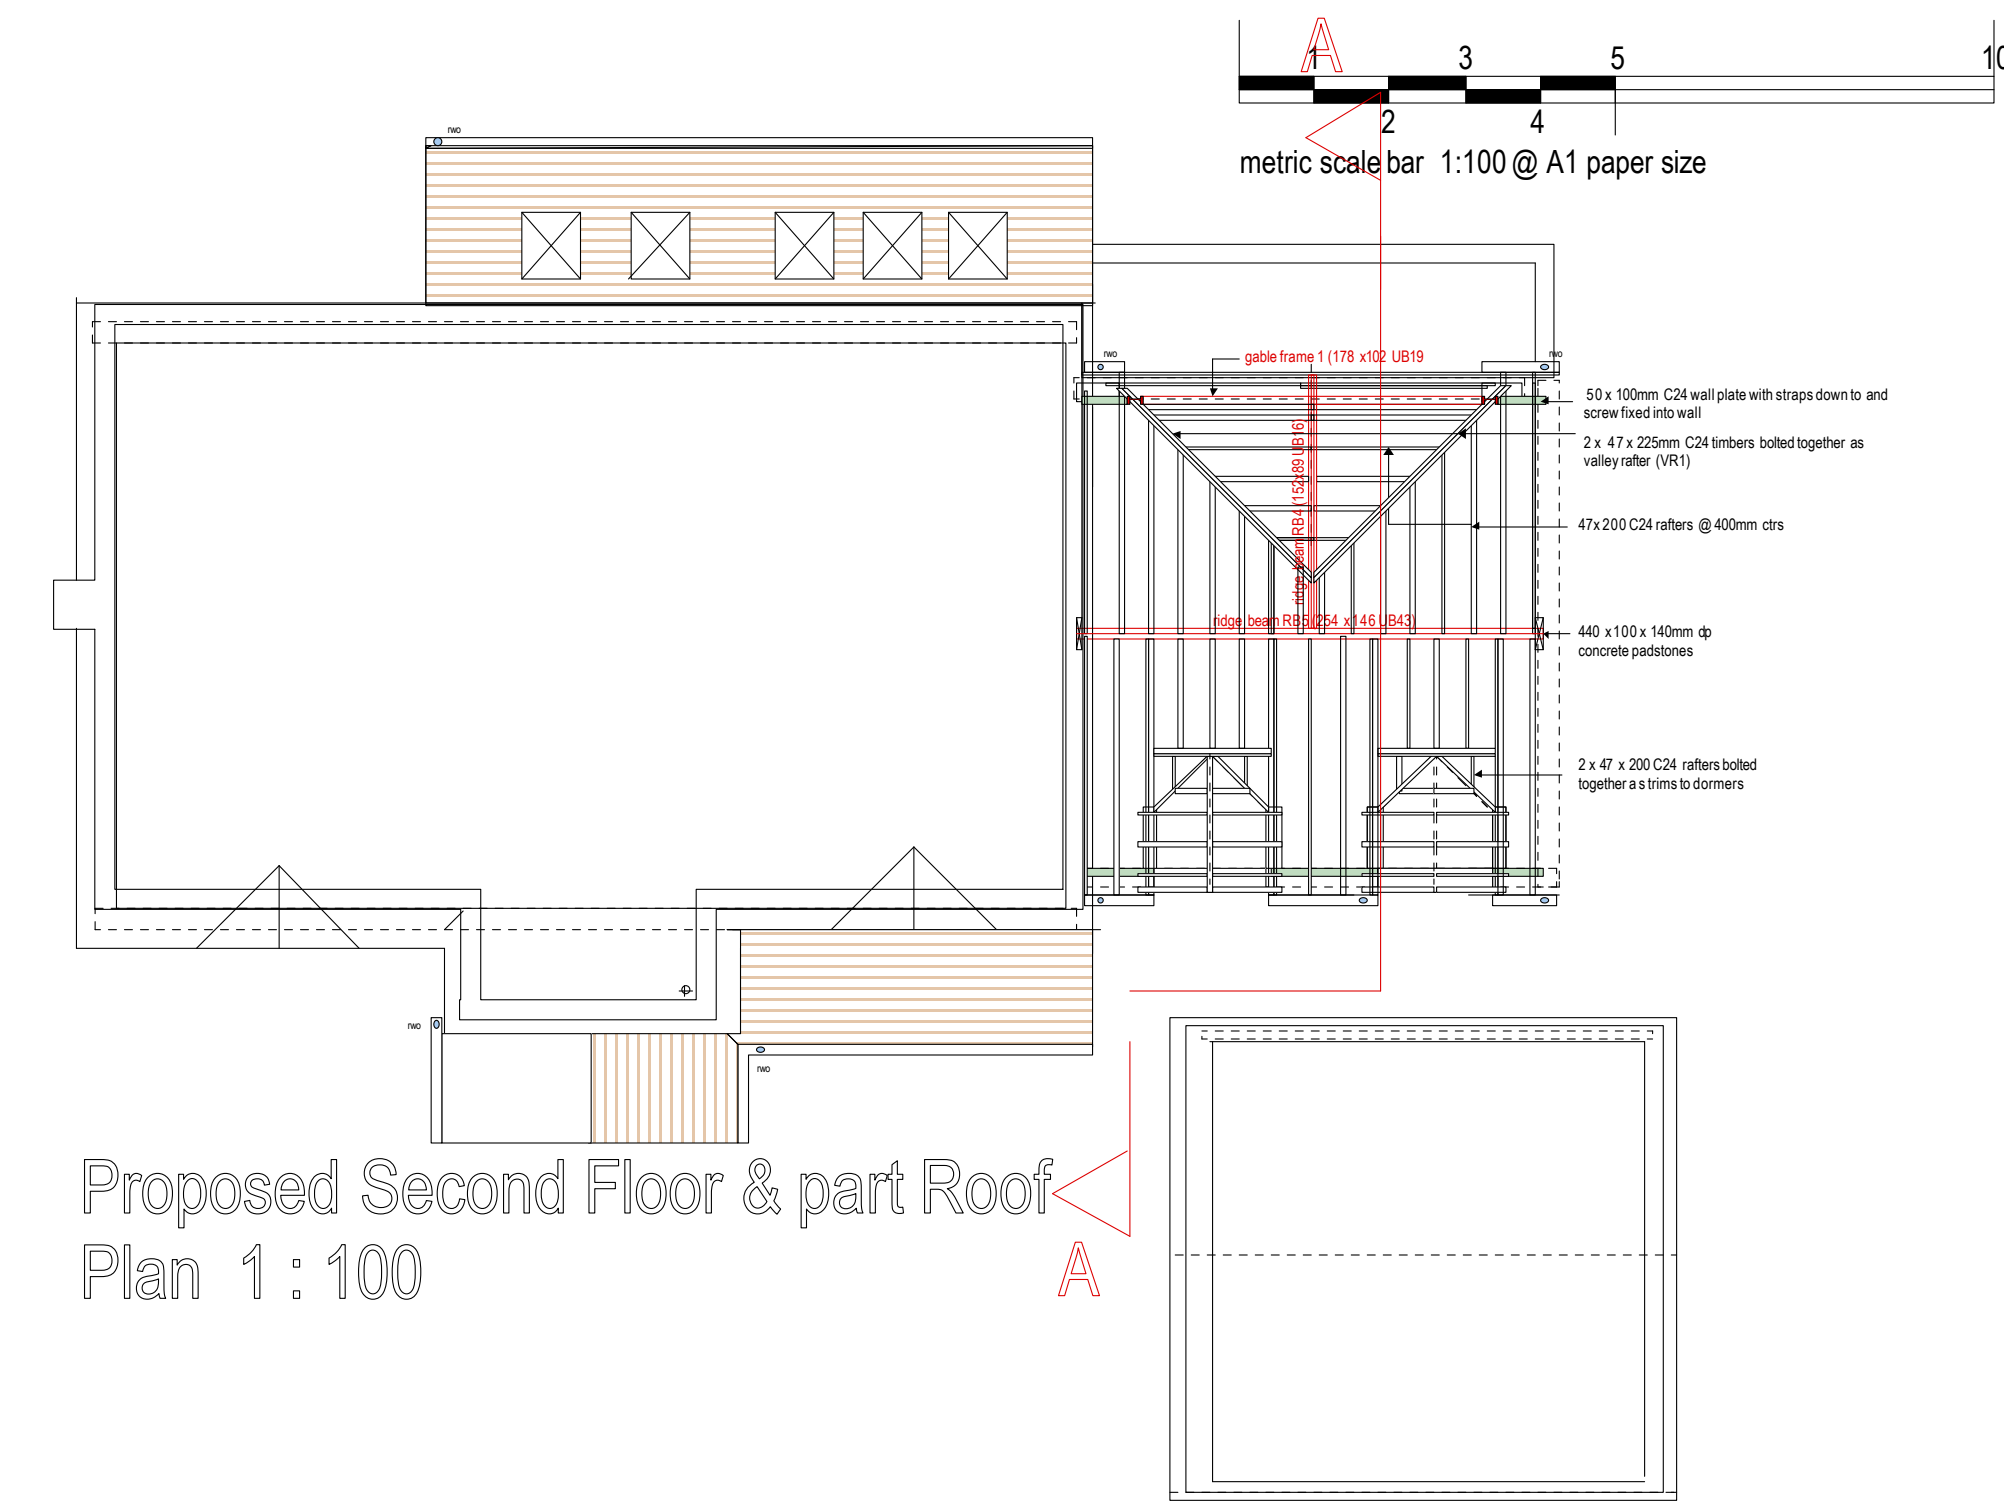 A
1 3 5 10
2 4
metric scale bar 1:100 @ A1 paper size
rwo
rwo
rwo
gable frame 1 (178 x102 UB19
50 x 100mm C24 wall plate with straps down to and
screw fixed into wall
2 x 47 x 225mm C24 timbers bolted together as
valley rafter (VR1)
ridge beam RB4 (152x89 UB16)
47x 200 C24 rafters @ 400mm ctrs
ridge beam RB5 (254 x 146 UB43)
440 x 100 x 140mm dp
concrete padstones
2 x 47 x 200 C24 rafters bolted
together as trims to dormers
rwo
rwo
Proposed Second Floor & part Roof
Plan 1 : 100
A